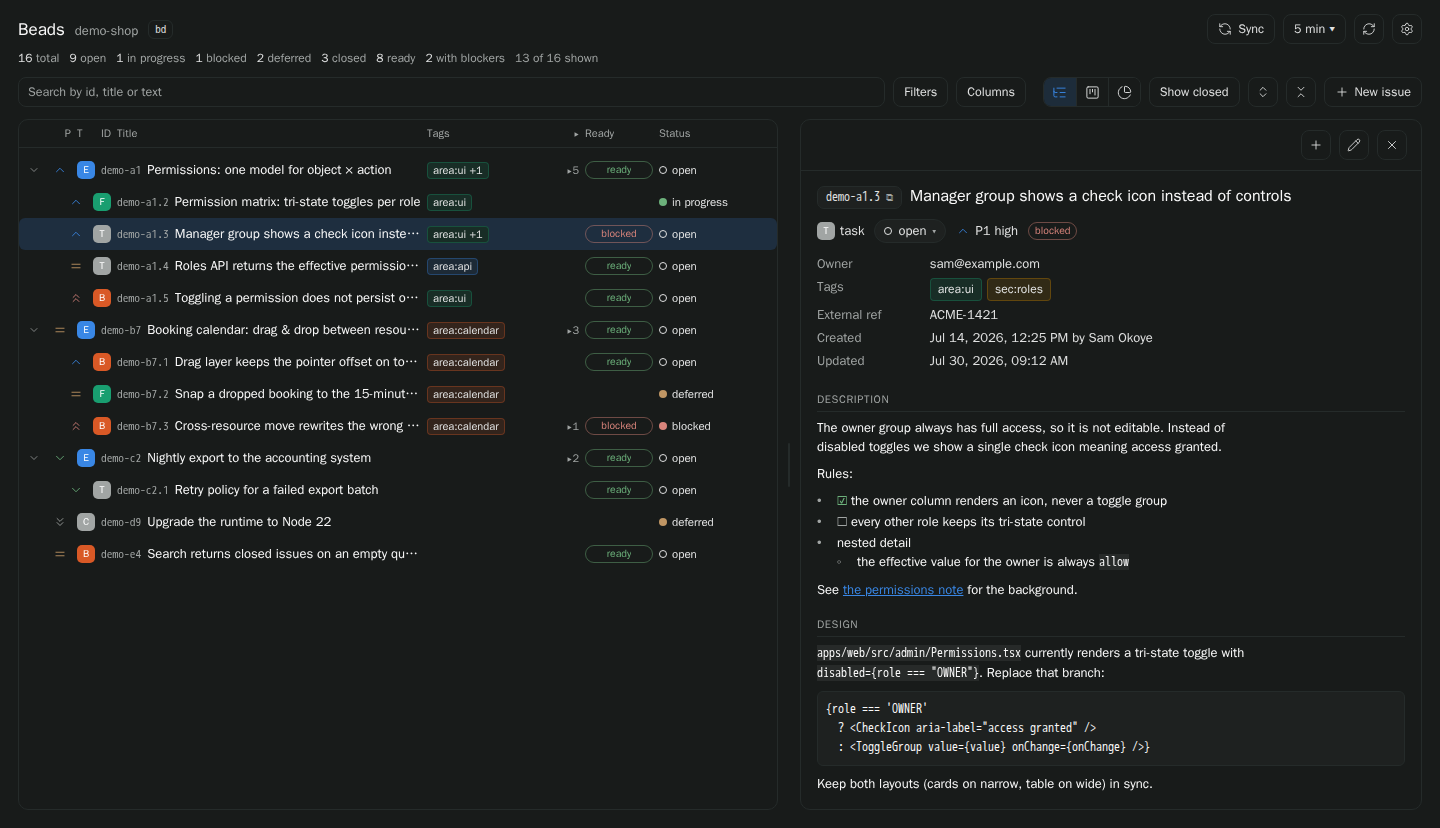 Beads demo-shop bd
Sync 5 min ▾
16 total 9 open 1 in progress 1 blocked 2 deferred 3 closed 8 ready 2 with blockers 13 of 16 shown
Search by id, title or text
Filters Columns Show closed New issue
P T ID Title Tags ▸ Ready Status
E demo-a1 Permissions: one model for object × action area:ui +1 ▸5 ready open
F demo-a1.2 Permission matrix: tri-state toggles per role area:ui in progress
T demo-a1.3 Manager group shows a check icon inste··· area:ui +1 blocked open
T demo-a1.4 Roles API returns the effective permissio··· area:api ready open
B demo-a1.5 Toggling a permission does not persist o··· area:ui ready open
E demo-b7 Booking calendar: drag & drop between resou··· area:calendar ▸3 ready open
B demo-b7.1 Drag layer keeps the pointer offset on to··· area:calendar ready open
F demo-b7.2 Snap a dropped booking to the 15-minut··· area:calendar deferred
B demo-b7.3 Cross-resource move rewrites the wrong ··· area:calendar ▸1 blocked blocked
E demo-c2 Nightly export to the accounting system ▸2 ready open
T demo-c2.1 Retry policy for a failed export batch ready open
C demo-d9 Upgrade the runtime to Node 22 deferred
B demo-e4 Search returns closed issues on an empty qu··· ready open
demo-a1.3 Manager group shows a check icon instead of controls
T task open ▾ P1 high blocked
Owner sam@example.com
Tags area:ui sec:roles
External ref ACME-1421
Created Jul 14, 2026, 12:25 PM by Sam Okoye
Updated Jul 30, 2026, 09:12 AM
DESCRIPTION
The owner group always has full access, so it is not editable. Instead of
disabled toggles we show a single check icon meaning access granted.
Rules:
• ☑ the owner column renders an icon, never a toggle group
• ☐ every other role keeps its tri-state control
• nested detail
◦ the effective value for the owner is always allow
See the permissions note for the background.
DESIGN
apps/web/src/admin/Permissions.tsx currently renders a tri-state toggle with
disabled={role === "OWNER"}. Replace that branch:
{role === 'OWNER'
? <CheckIcon aria-label="access granted" />
: <ToggleGroup value={value} onChange={onChange} />}
Keep both layouts (cards on narrow, table on wide) in sync.